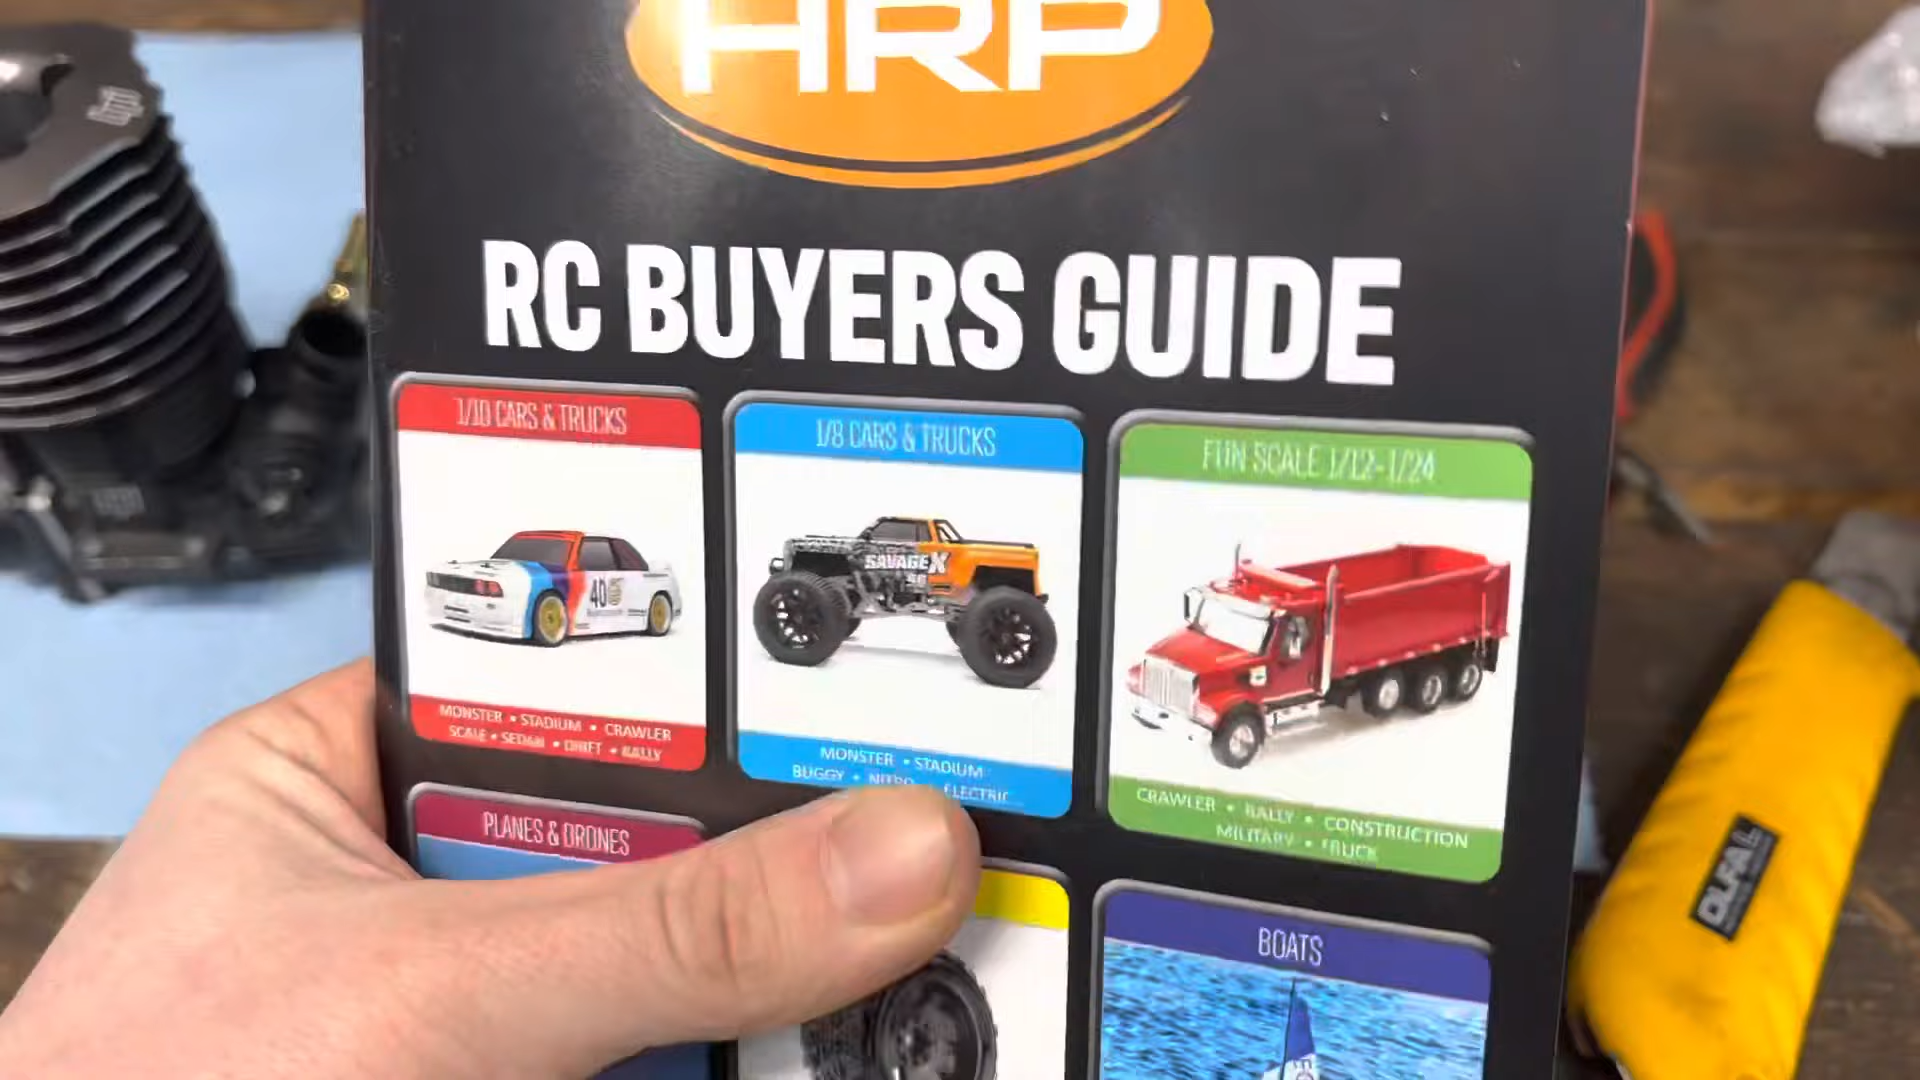 HRP
RC BUYERS GUIDE
1/10 CARS & TRUCKS
40
MONSTER • STADIUM • CRAWLER
SCALE • SEDAN • DRIFT • RALLY
1/8 CARS & TRUCKS
SAVAGE X
MONSTER • STADIUM
BUGGY • NITRO ELECTRIC
FUN SCALE 1/12-1/24
CRAWLER • RALLY • CONSTRUCTION
MILITARY • TRUCK
PLANES & DRONES
BOATS